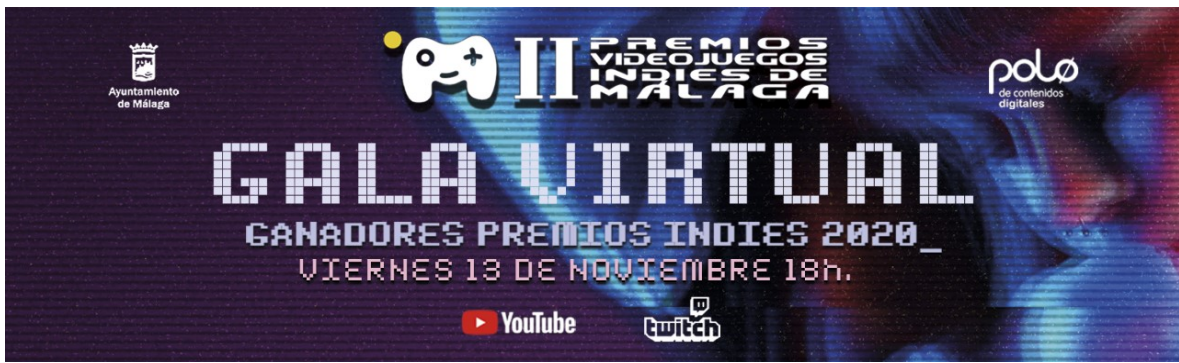 Ayuntamiento
de Málaga
II PREMIOS
VIDEOJUEGOS
INDIES DE
MÁLAGA
polo
de contenidos
digitales
GALA VIRTUAL
GANADORES PREMIOS INDIES 2020_
VIERNES 13 DE NOVIEMBRE 18h.
YouTube
twitch